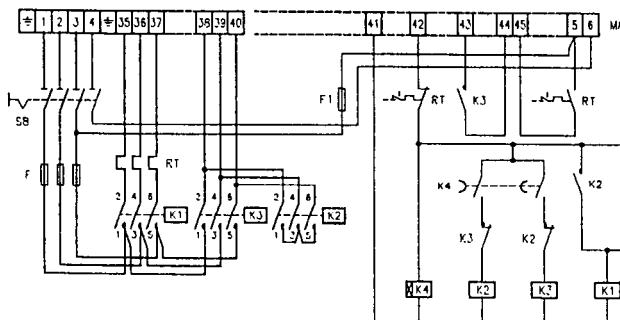 1 2 3 4 35 36 37 38 39 40 41 42 43 44 45 5 6 MA
F1 RT K3 RT
SB
F RT
K4 K2
2 4 6 2 4 6 2 4 6
K1 K3 K2
K3 K2
1 3 5 1 3 5 1 3 5
K4 K2 K3 K1